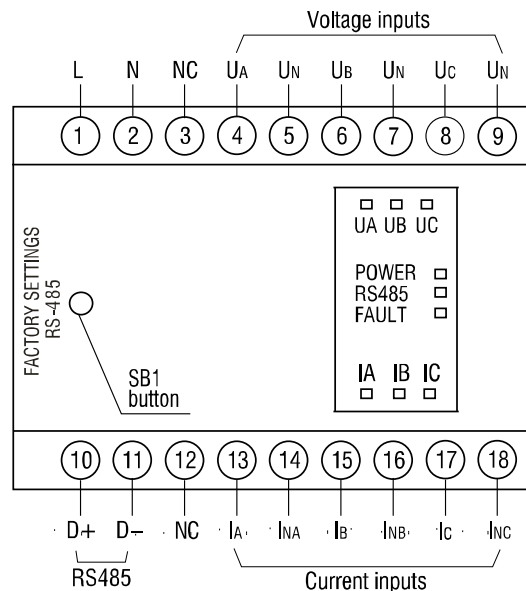 Voltage inputs
L N NC UA UN UB UN UC UN
1 2 3 4 5 6 7 8 9
FACTORY SETTINGS
RS-485
UA UB UC
POWER
RS485
FAULT
SB1
button
IA IB IC
10 11 12 13 14 15 16 17 18
D+ D− NC IA INA IB INB IC INC
RS485
Current inputs